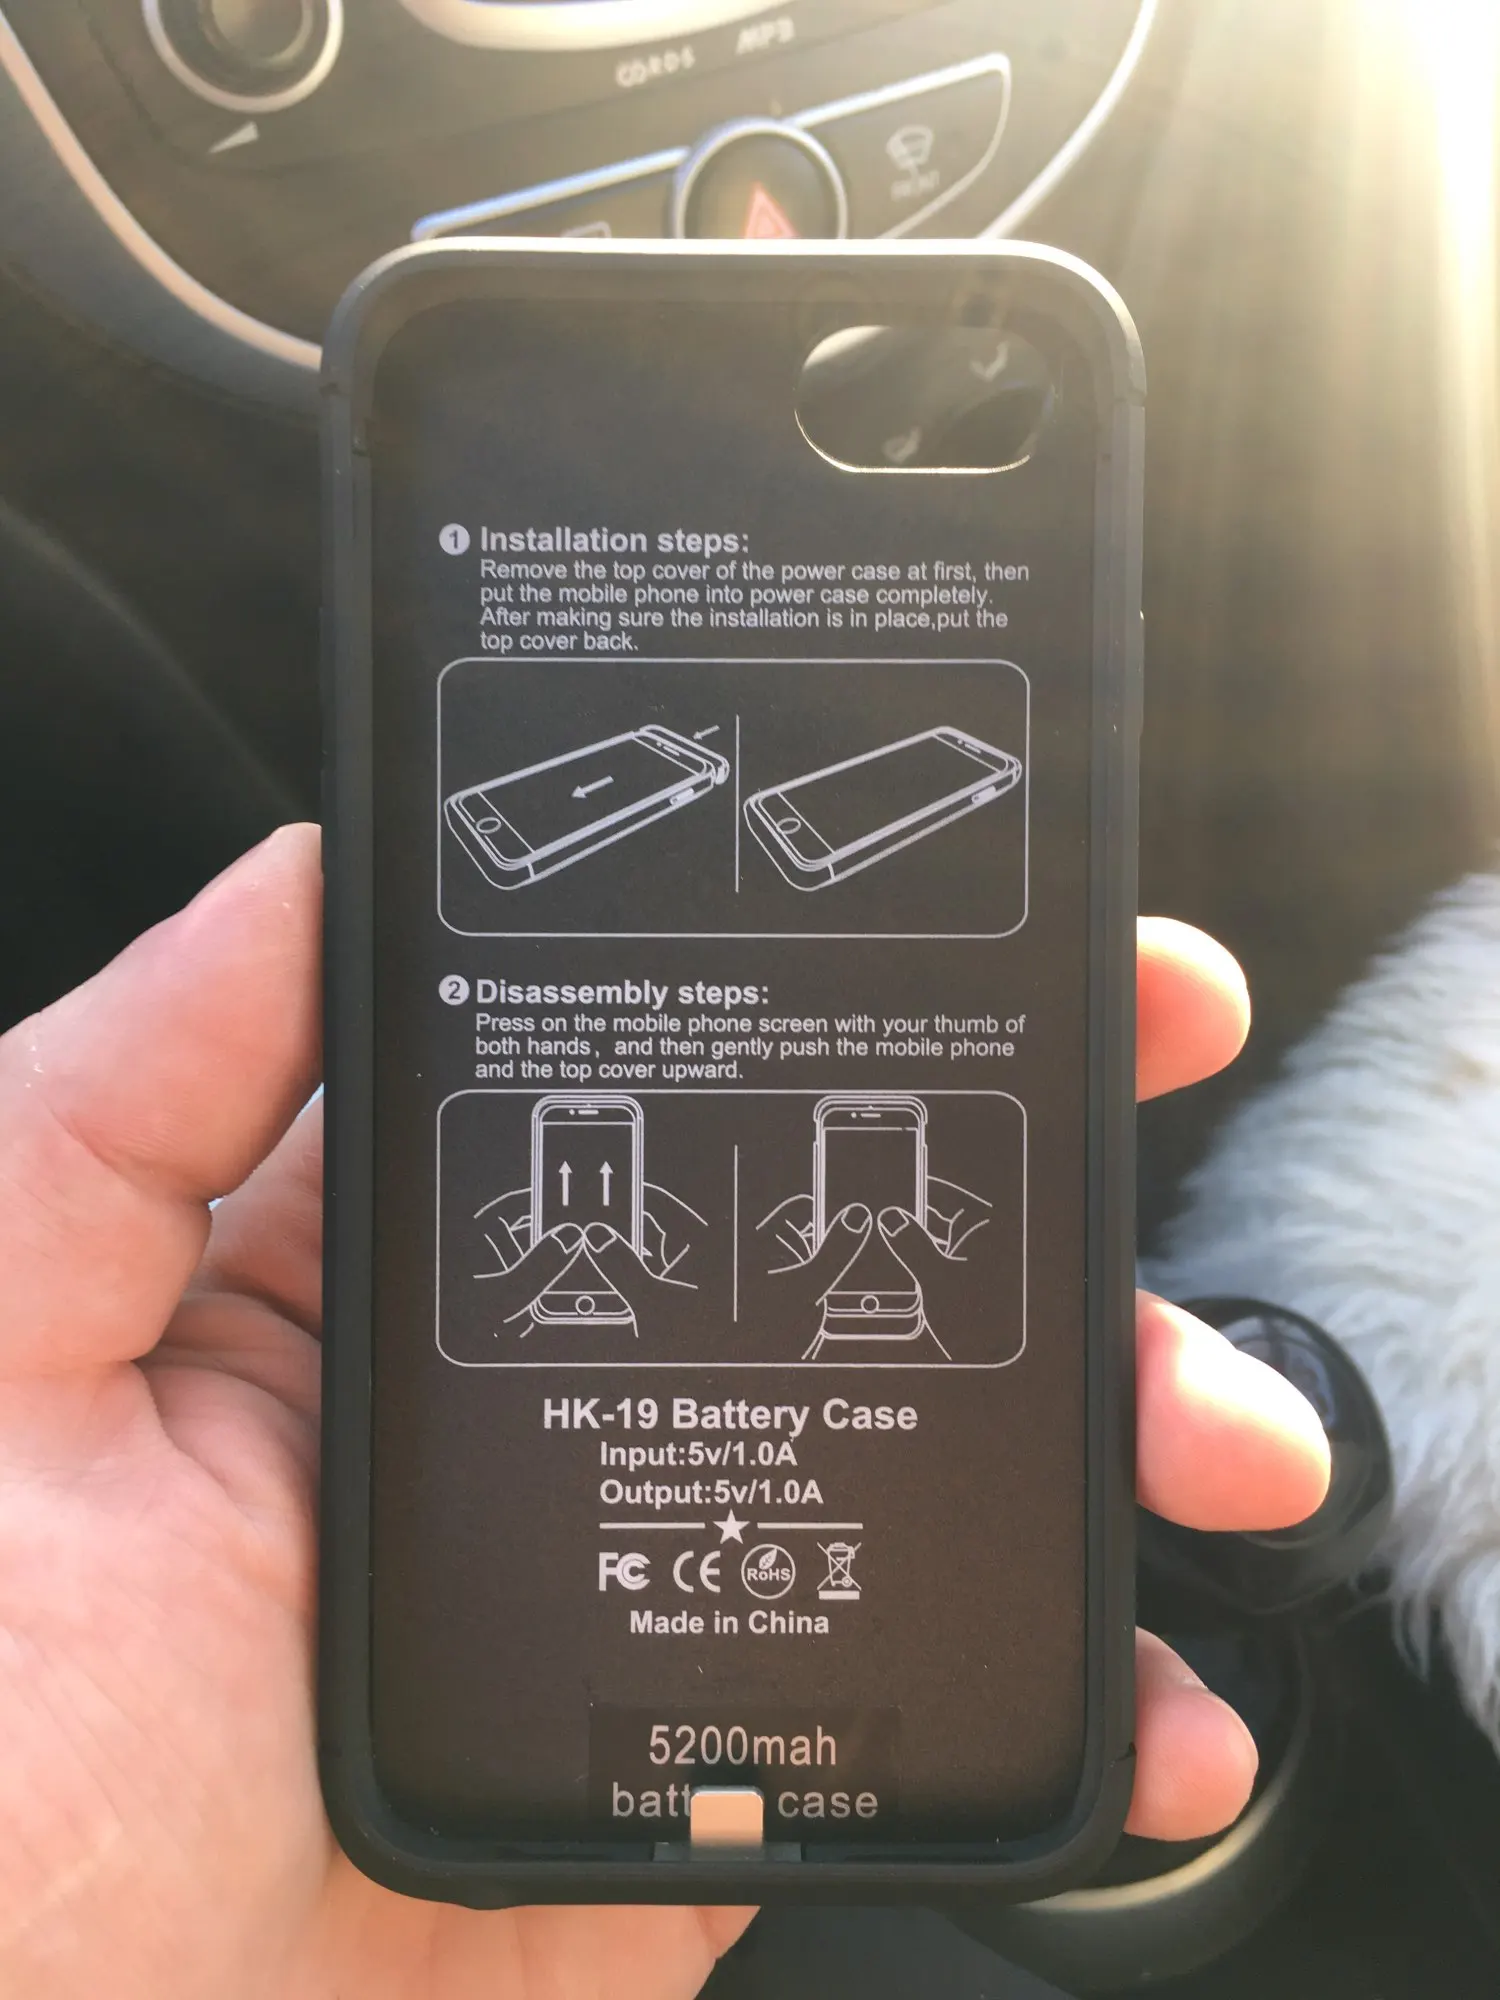 CD RDS MP3
FRONT
1 Installation steps:
Remove the top cover of the power case at first, then
put the mobile phone into power case completely.
After making sure the installation is in place,put the
top cover back.
2 Disassembly steps:
Press on the mobile phone screen with your thumb of
both hands，and then gently push the mobile phone
and the top cover upward.
HK-19 Battery Case
Input:5v/1.0A
Output:5v/1.0A
FC CE RoHS
Made in China
5200mah
batt case